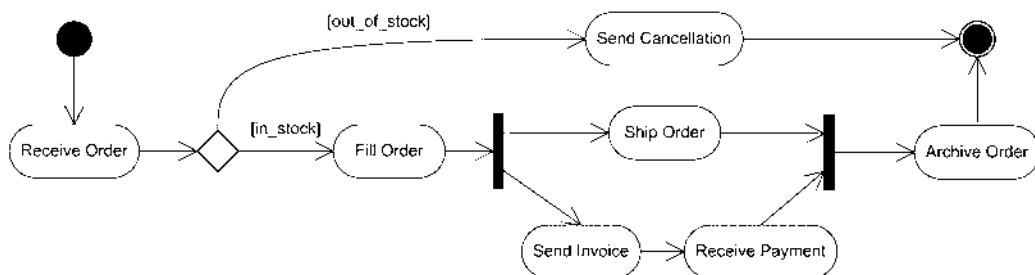 [out_of_stock]
Send Cancellation
Receive Order
[in_stock]
Fill Order
Ship Order
Archive Order
Send Invoice
Receive Payment